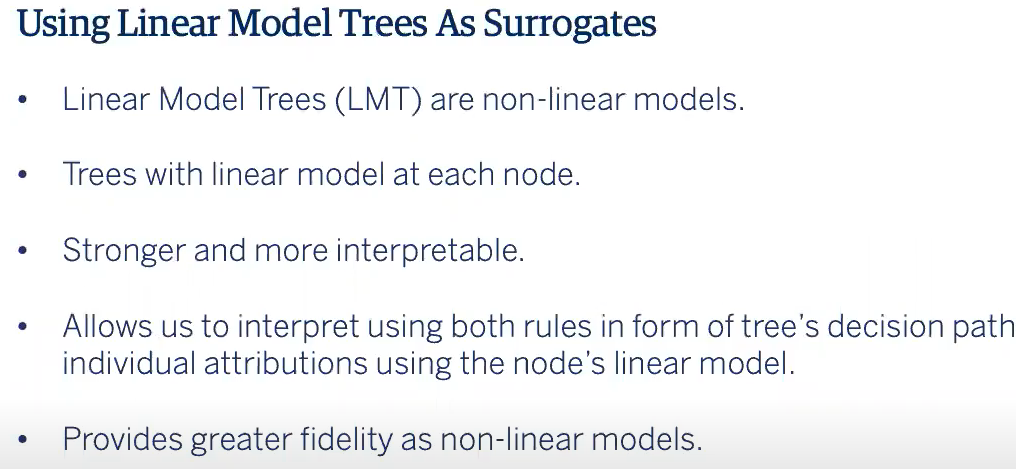 Using Linear Model Trees As Surrogates
• Linear Model Trees (LMT) are non-linear models.
• Trees with linear model at each node.
• Stronger and more interpretable.
• Allows us to interpret using both rules in form of tree's decision path
individual attributions using the node's linear model.
• Provides greater fidelity as non-linear models.